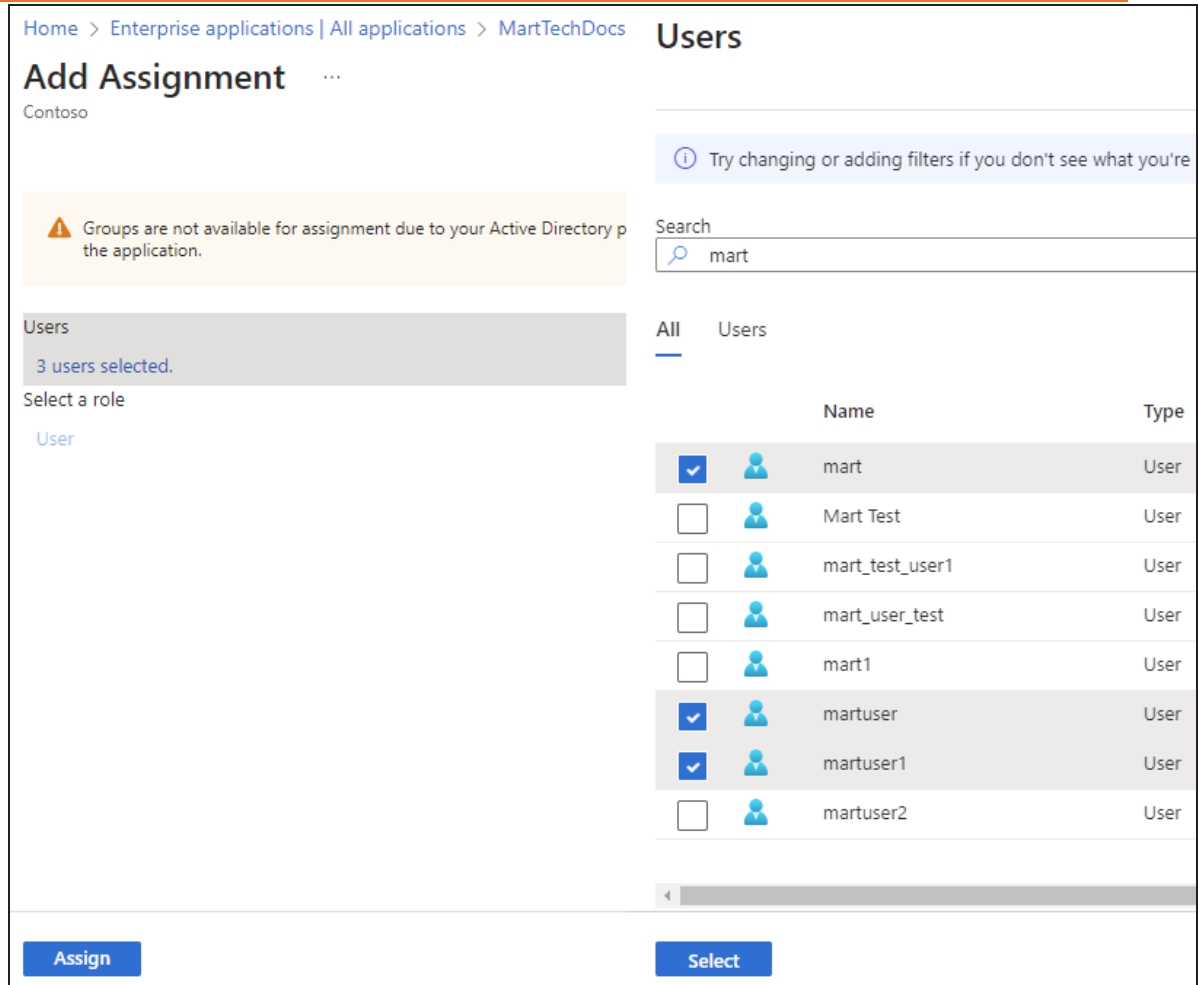 Home > Enterprise applications | All applications > MartTechDocs
Add Assignment ...
Contoso
Groups are not available for assignment due to your Active Directory p
the application.
Users
3 users selected.
Select a role
User
Assign
Users
Try changing or adding filters if you don't see what you're
Search
mart
All Users
Name Type
mart User
Mart Test User
mart_test_user1 User
mart_user_test User
mart1 User
martuser User
martuser1 User
martuser2 User
Select